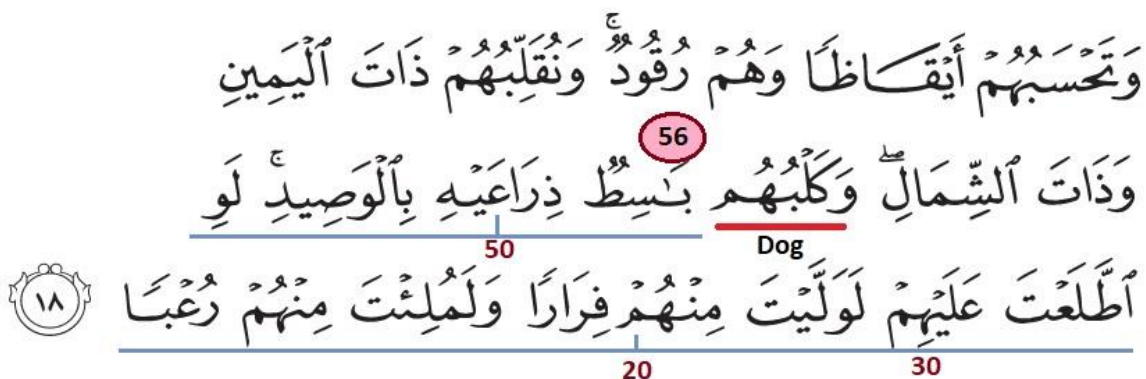 وَتَحْسَبُهُمْ أَيْقَاظًا وَهُمْ رُقُودٌ ۚ وَنُقَلِّبُهُمْ ذَاتَ ٱلْيَمِينِ
56
وَذَاتَ ٱلشِّمَالِ ۖ وَكَلْبُهُم بَـٰسِطٌ ذِرَاعَيْهِ بِٱلْوَصِيدِ ۚ لَوِ
Dog
50
ٱطَّلَعْتَ عَلَيْهِمْ لَوَلَّيْتَ مِنْهُمْ فِرَارًا وَلَمُلِئْتَ مِنْهُمْ رُعْبًا ١٨
30
20